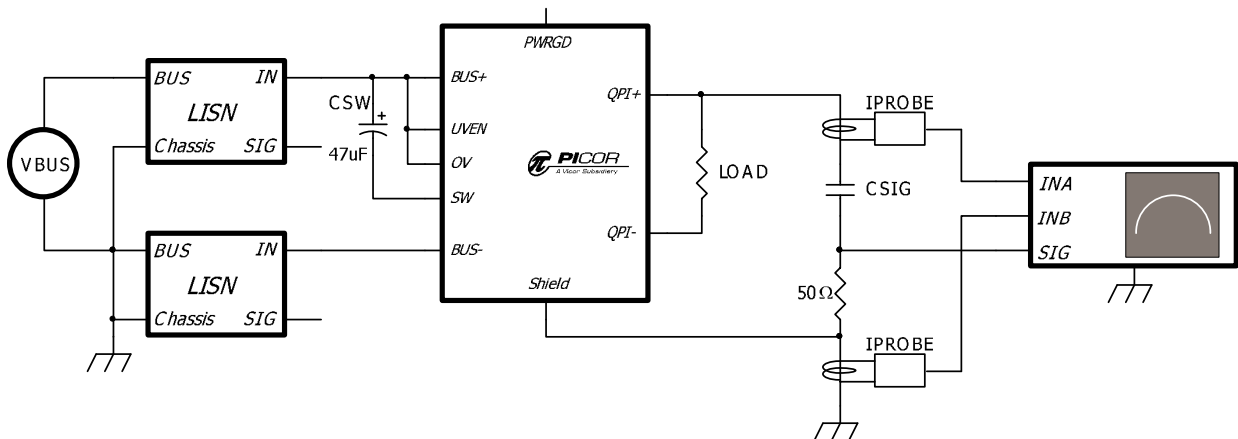 PWRGD
BUS IN
LISN
Chassis SIG
VBUS
CSW
+
47uF
BUS+
UVEN
OV
SW
BUS-
QPI+
QPI-
π PICOR
A Vicor Subsidiary
Shield
LOAD
IPROBE
CSIG
50Ω
IPROBE
INA
INB
SIG
BUS IN
LISN
Chassis SIG